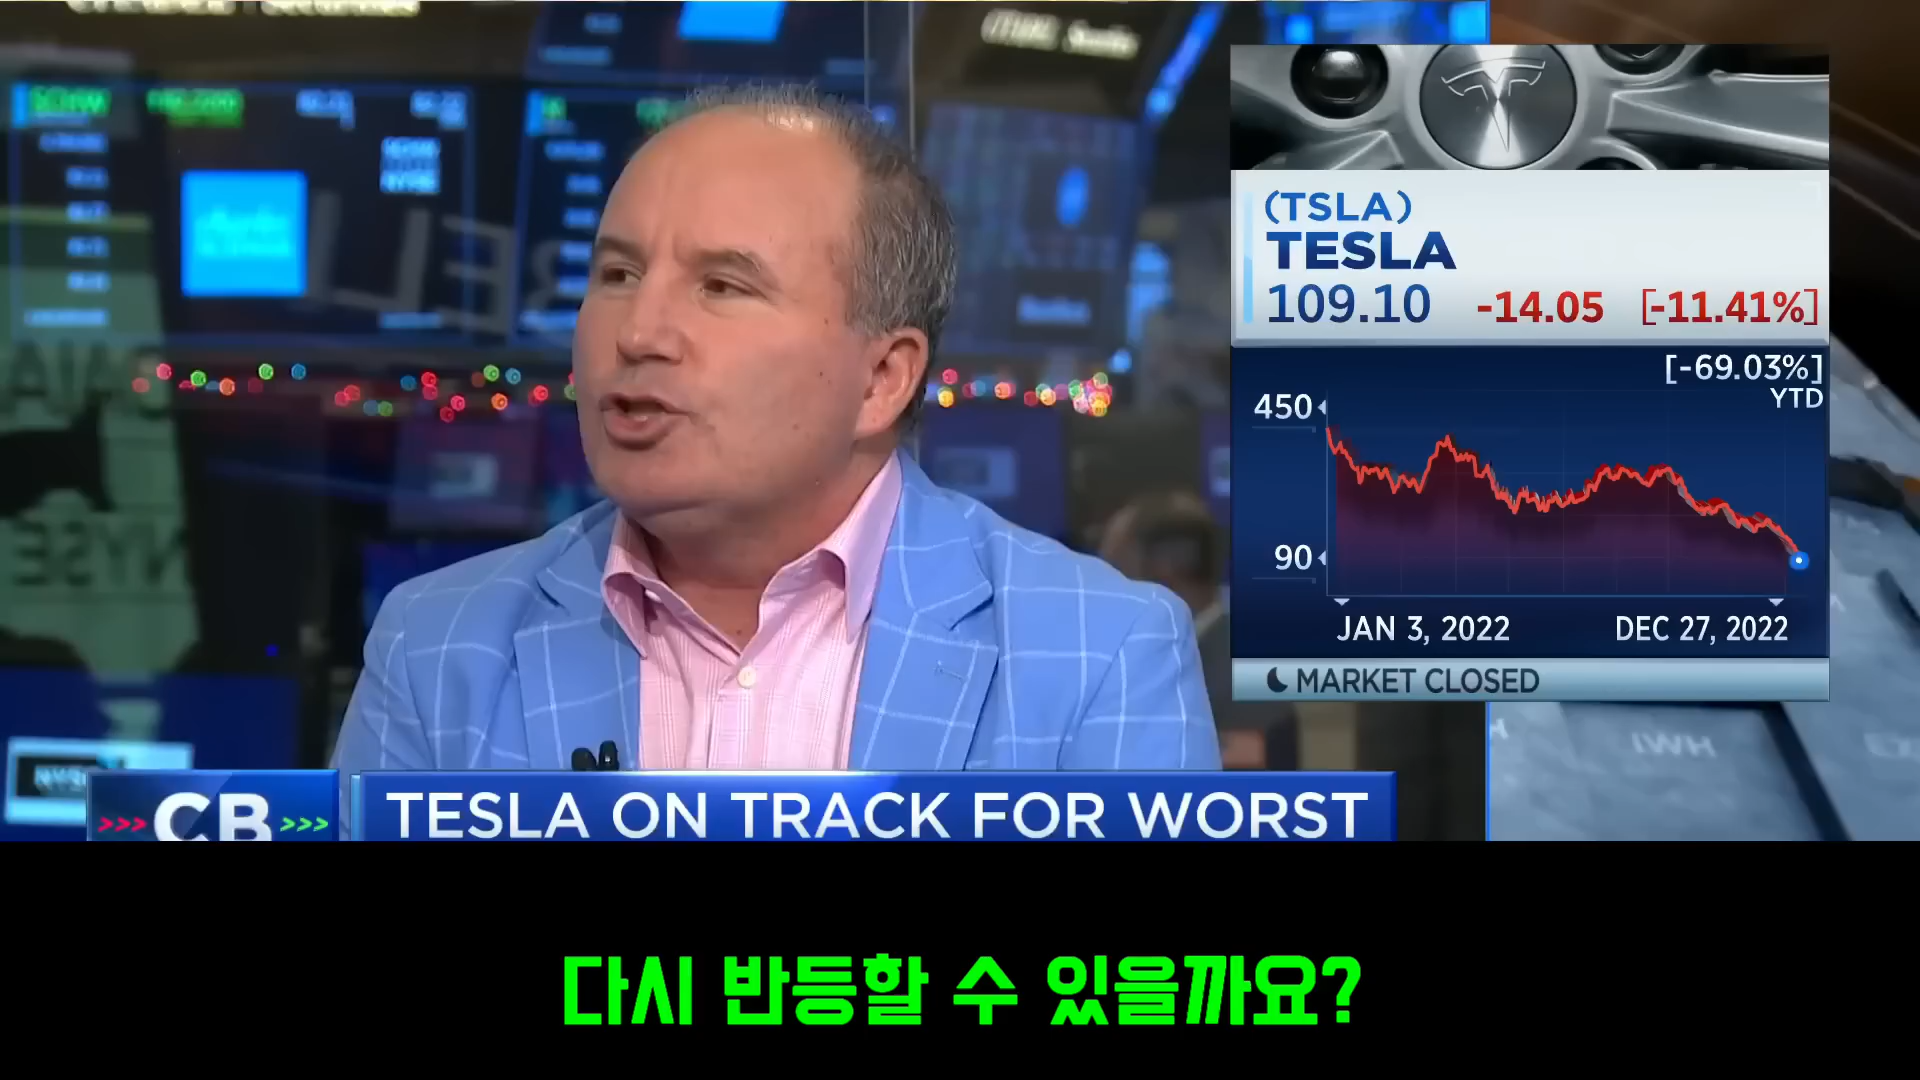 (TSLA)
TESLA
109.10 -14.05 [-11.41%]
[-69.03%]
YTD
450
90
JAN 3, 2022 DEC 27, 2022
MARKET CLOSED
IWH
>>> CB >>>
TESLA ON TRACK FOR WORST
다시 반등할 수 있을까요?